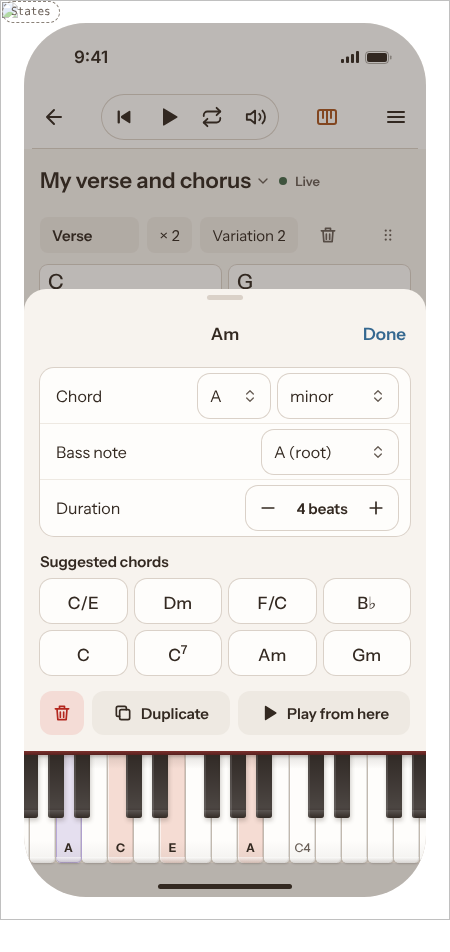 States
9:41
My verse and chorus
Live
Verse
× 2
Variation 2
C
G
Am
Done
Chord
A
minor
Bass note
A (root)
Duration
4 beats
Suggested chords
C/E
Dm
F/C
B♭
C
C⁷
Am
Gm
Duplicate
Play from here
A
C
E
A
C4